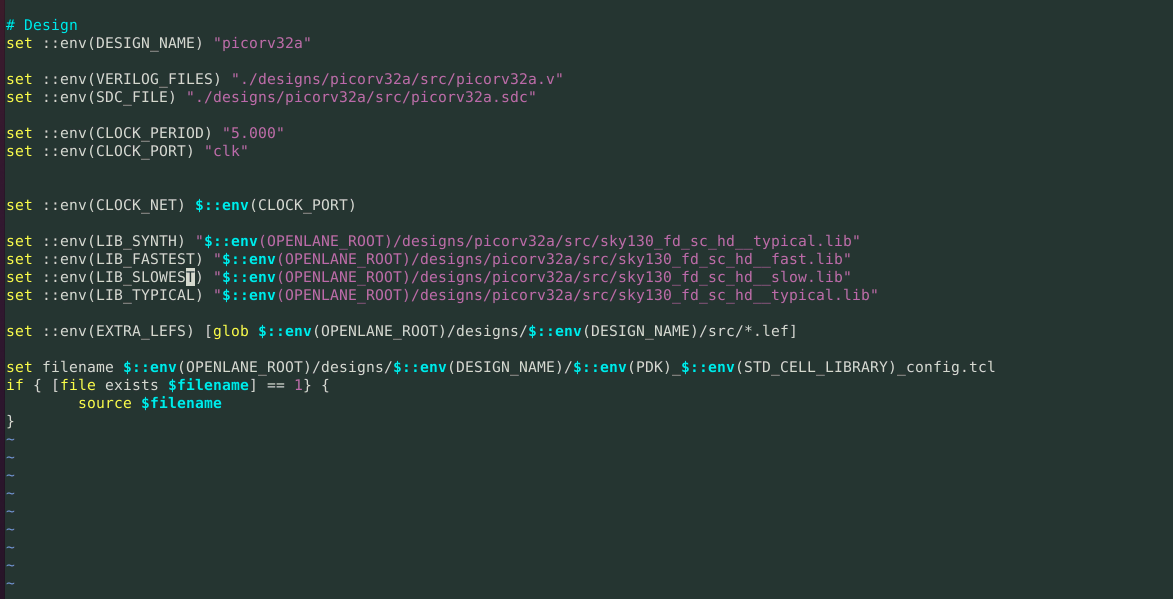 # Design
set ::env(DESIGN_NAME) "picorv32a"
set ::env(VERILOG_FILES) "./designs/picorv32a/src/picorv32a.v"
set ::env(SDC_FILE) "./designs/picorv32a/src/picorv32a.sdc"
set ::env(CLOCK_PERIOD) "5.000"
set ::env(CLOCK_PORT) "clk"
set ::env(CLOCK_NET) $::env(CLOCK_PORT)
set ::env(LIB_SYNTH) "$::env(OPENLANE_ROOT)/designs/picorv32a/src/sky130_fd_sc_hd__typical.lib"
set ::env(LIB_FASTEST) "$::env(OPENLANE_ROOT)/designs/picorv32a/src/sky130_fd_sc_hd__fast.lib"
set ::env(LIB_SLOWEST) "$::env(OPENLANE_ROOT)/designs/picorv32a/src/sky130_fd_sc_hd__slow.lib"
set ::env(LIB_TYPICAL) "$::env(OPENLANE_ROOT)/designs/picorv32a/src/sky130_fd_sc_hd__typical.lib"
set ::env(EXTRA_LEFS) [glob $::env(OPENLANE_ROOT)/designs/$::env(DESIGN_NAME)/src/*.lef]
set filename $::env(OPENLANE_ROOT)/designs/$::env(DESIGN_NAME)/$::env(PDK)_$::env(STD_CELL_LIBRARY)_config.tcl
if { [file exists $filename] == 1} {
        source $filename
}
~
~
~
~
~
~
~
~
~